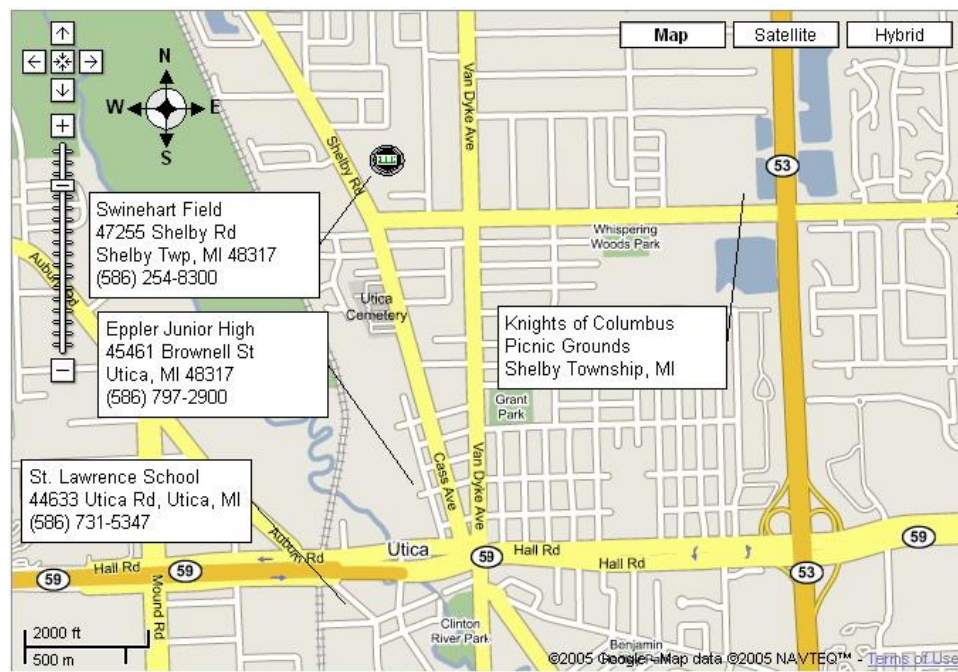 Map
Satellite
Hybrid
N
W
E
S
Van Dyke Ave
Shelby Rd
53
Swinehart Field
47255 Shelby Rd
Shelby Twp, MI 48317
(586) 254-8300
Whispering
Woods Park
Auburn Rd
Utica
Cemetery
Eppler Junior High
45461 Brownell St
Utica, MI 48317
(586) 797-2900
Knights of Columbus
Picnic Grounds
Shelby Township, MI
Grant
Park
Cass Ave
Van Dyke Ave
St. Lawrence School
44633 Utica Rd, Utica, MI
(586) 731-5347
Auburn Rd
Utica
59
Hall Rd
59
Hall Rd
59
Hall Rd
59
53
Mound Rd
Clinton
River Park
Benjamin
2000 ft
500 m
©2005 Google - Map data ©2005 NAVTEQ™ - Terms of Use